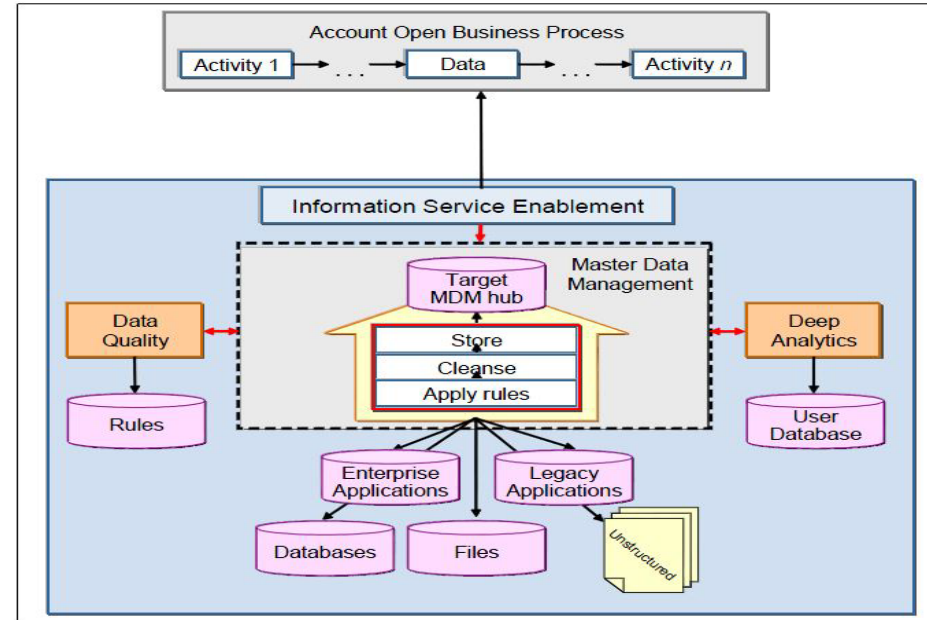 Account Open Business Process
Activity 1
. . .
Data
. . .
Activity n
Information Service Enablement
Master Data
Management
Target
MDM hub
Data
Quality
Deep
Analytics
Store
Cleanse
Apply rules
Rules
User
Database
Enterprise
Applications
Legacy
Applications
Databases
Files
Unstructured